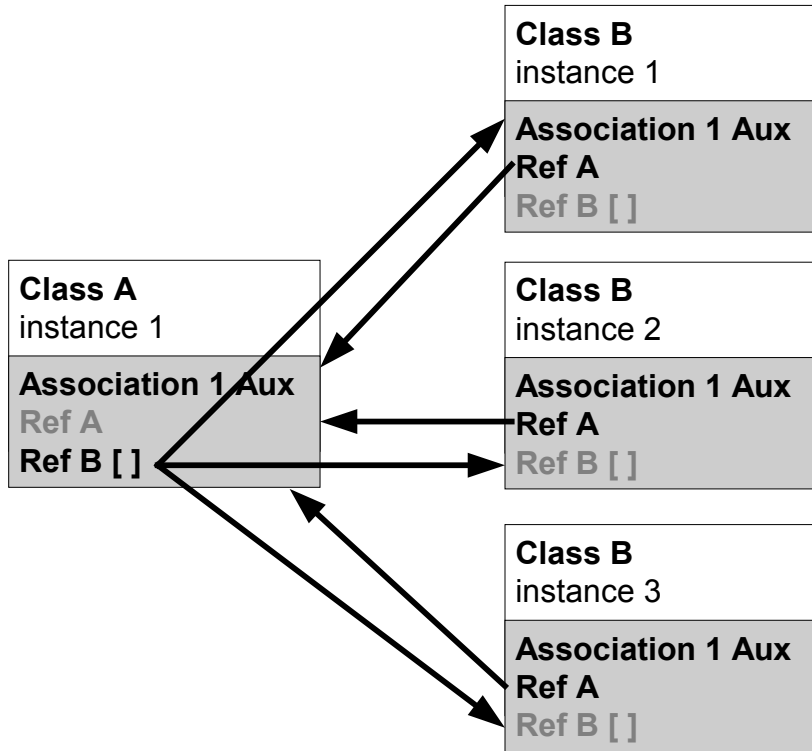 Class B
instance 1
Association 1 Aux
Ref A
Ref B [ ]
Class A
instance 1
Association 1 Aux
Ref A
Ref B [ ]
Class B
instance 2
Association 1 Aux
Ref A
Ref B [ ]
Class B
instance 3
Association 1 Aux
Ref A
Ref B [ ]